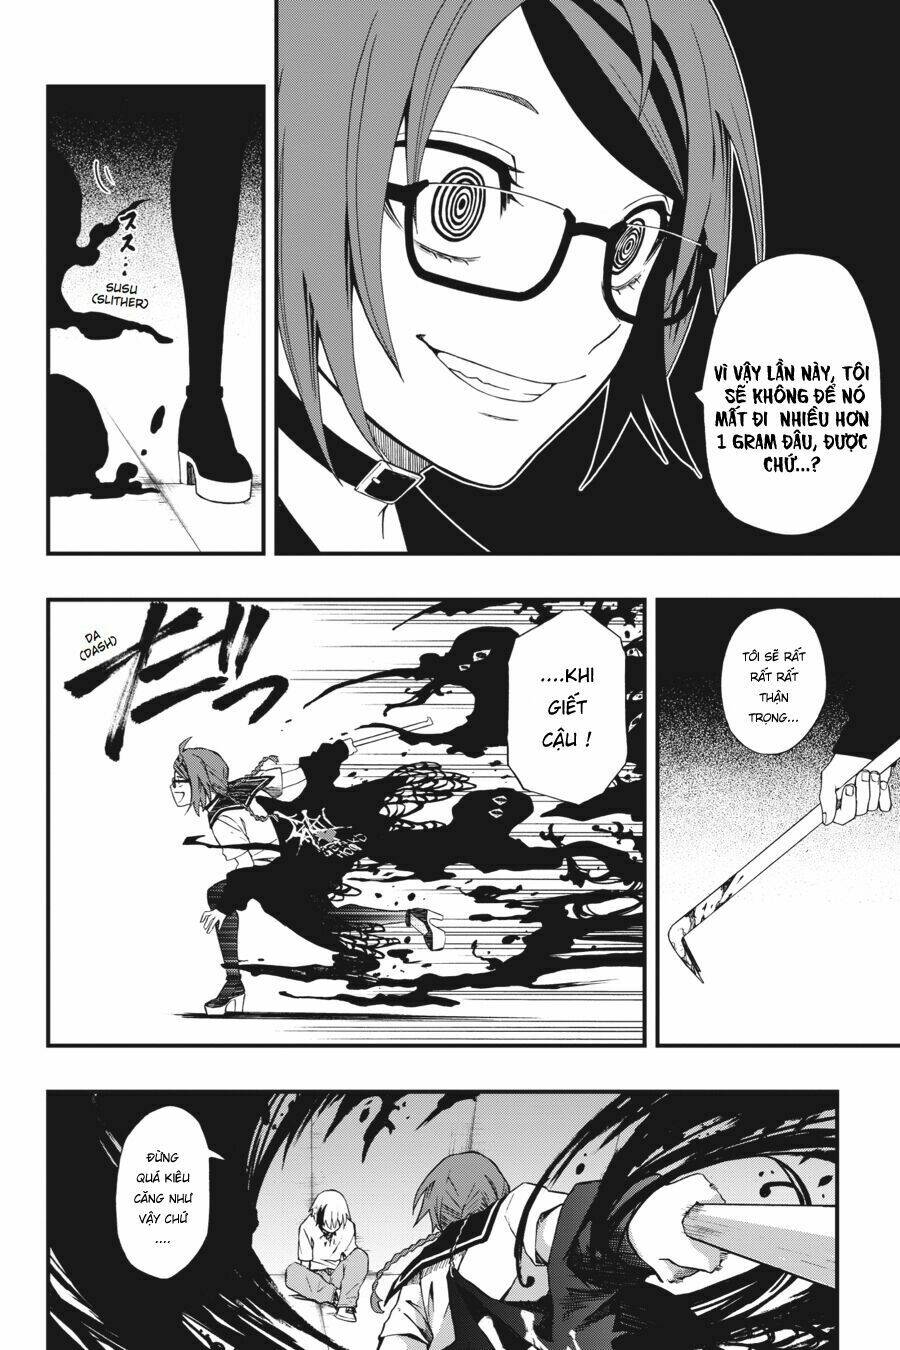 VÌ VẬY LẦN NÀY, TÔI
SẼ KHÔNG ĐỂ NÓ
MẤT ĐI NHIỀU HƠN
1 GRAM ĐÂU, ĐƯỢC
CHỨ...?
スス...
SUSU
(SLITHER)
TÔI SẼ RẤT
RẤT RẤT
THẬN
TRỌNG...
....KHI
GIẾT
CẬU !
DA
(DASH)
だっ
ĐỪNG
QUÁ KIÊU
CĂNG NHƯ
VẬY CHỨ
....